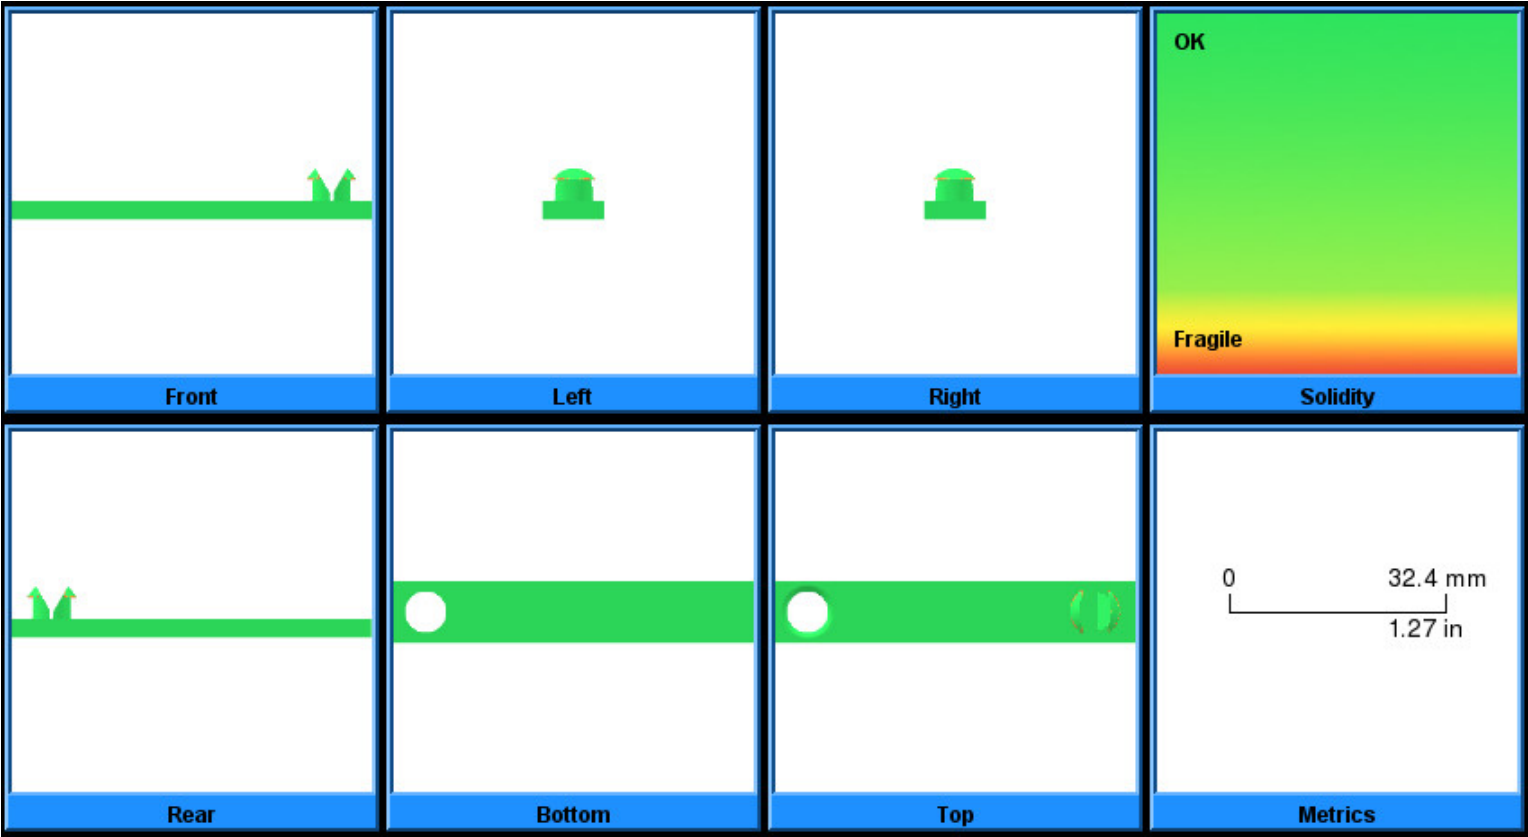 OK
Fragile
Front
Left
Right
Solidity
0
32.4 mm
1.27 in
Rear
Bottom
Top
Metrics